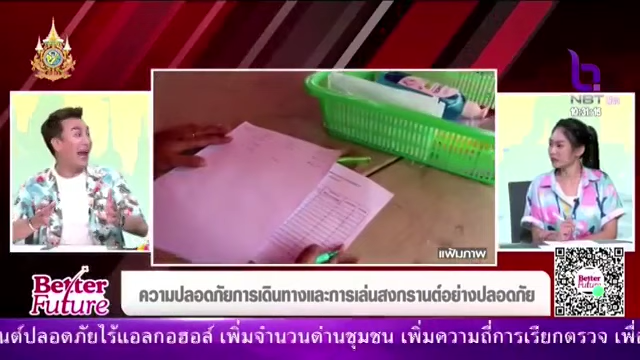 NBT HD
10:31:16
แฟ้มภาพ
Better
Future
ความปลอดภัยการเดินทางและการเล่นสงกรานต์อย่างปลอดภัย
Better
Future
นต์ปลอดภัยไร้แอลกอฮอล์ เพิ่มจำนวนด่านชุมชน เพิ่มความถี่การเรียกตรวจ เพื่